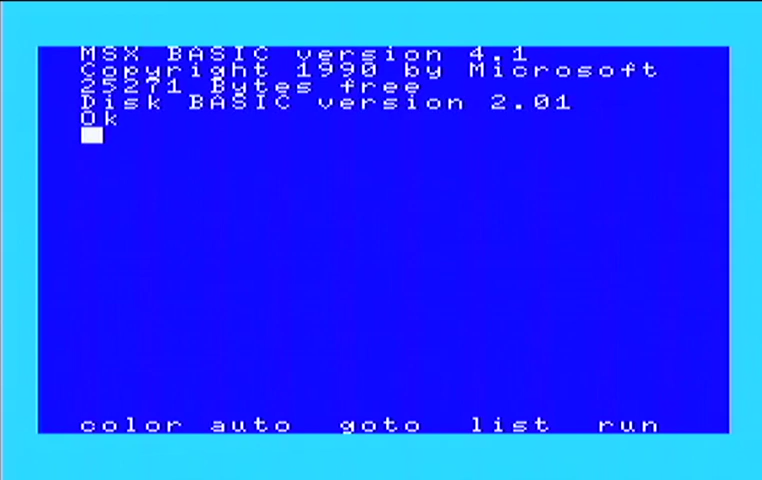 MSX BASIC version 4.1
Copyright 1990 by Microsoft
25271 Bytes free
Disk BASIC version 2.01
Ok
color auto goto list run